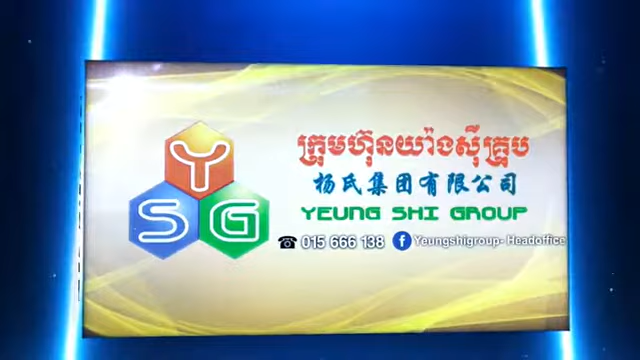 Y
S G
ក្រុមហ៊ុនយ៉ាងស៊ឺគ្រុប
杨氏集团有限公司
YEUNG SHI GROUP
015 666 138 Yeungshigroup- Headoffice